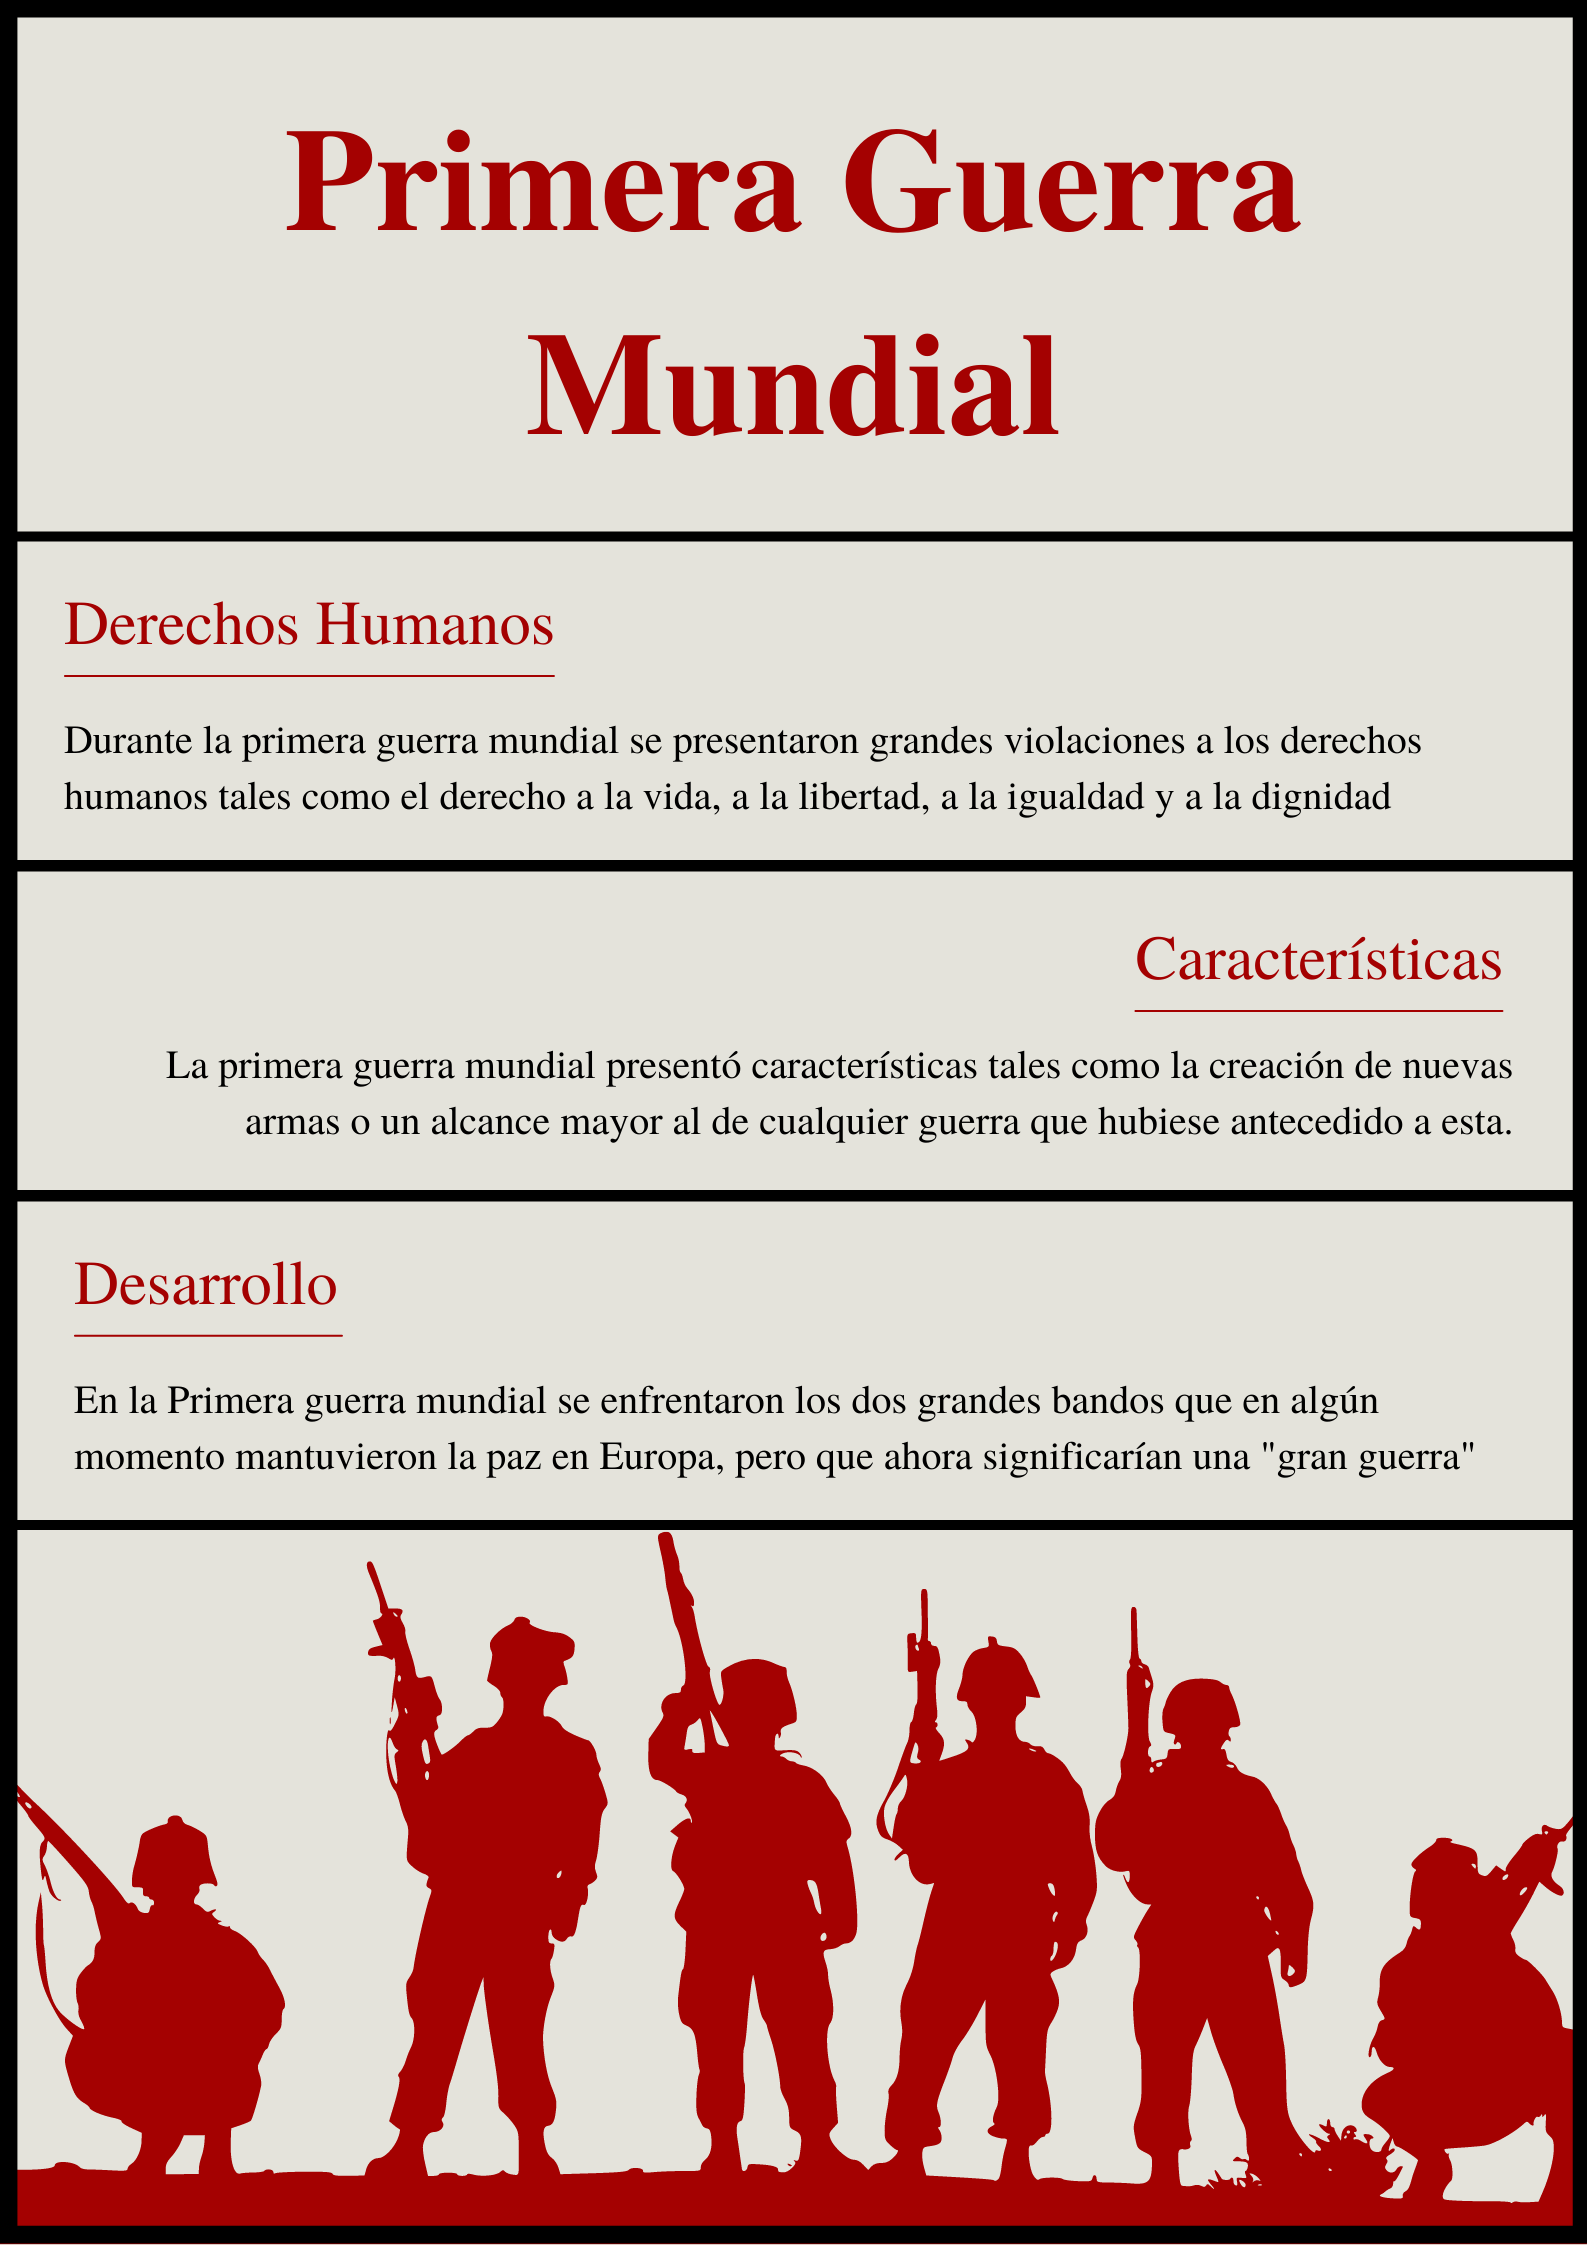 Primera Guerra
Mundial
Derechos Humanos
Durante la primera guerra mundial se presentaron grandes violaciones a los derechos
humanos tales como el derecho a la vida, a la libertad, a la igualdad y a la dignidad
Características
La primera guerra mundial presentó características tales como la creación de nuevas
armas o un alcance mayor al de cualquier guerra que hubiese antecedido a esta.
Desarrollo
En la Primera guerra mundial se enfrentaron los dos grandes bandos que en algún
momento mantuvieron la paz en Europa, pero que ahora significarían una "gran guerra"